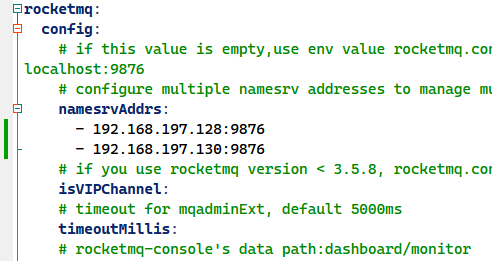 rocketmq:
config:
# if this value is empty,use env value rocketmq.con
localhost:9876
# configure multiple namesrv addresses to manage mu
namesrvAddrs:
- 192.168.197.128:9876
- 192.168.197.130:9876
# if you use rocketmq version < 3.5.8, rocketmq.con
isVIPChannel:
# timeout for mqadminExt, default 5000ms
timeoutMillis:
# rocketmq-console's data path:dashboard/monitor